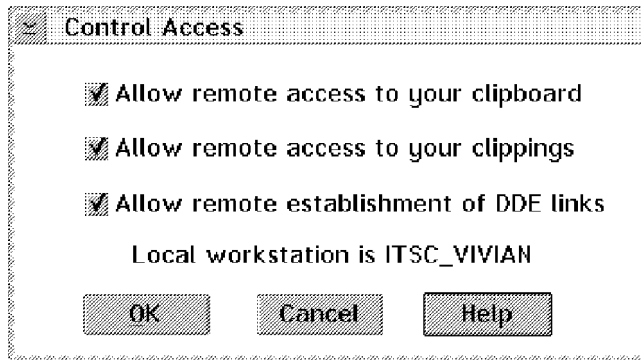 Control Access
Allow remote access to your clipboard
Allow remote access to your clippings
Allow remote establishment of DDE links
Local workstation is ITSC_VIVIAN
OK Cancel Help